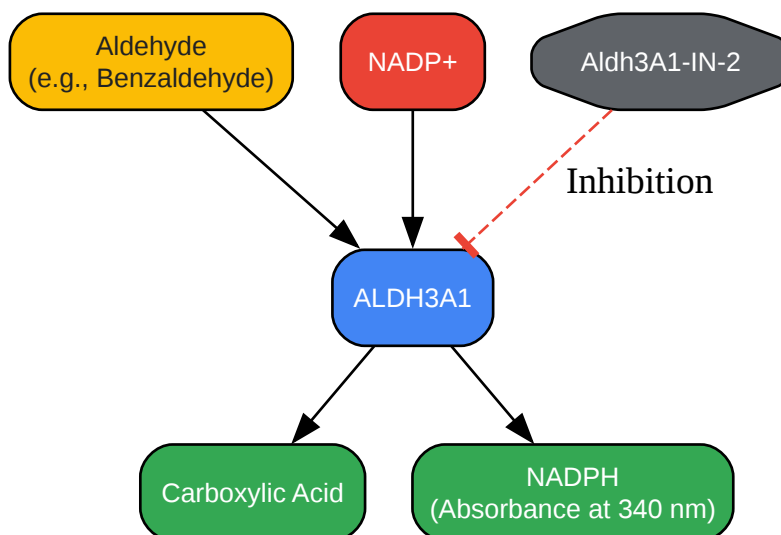 Aldehyde
(e.g., Benzaldehyde)
NADP+
Aldh3A1-IN-2
Inhibition
ALDH3A1
Carboxylic Acid
NADPH
(Absorbance at 340 nm)